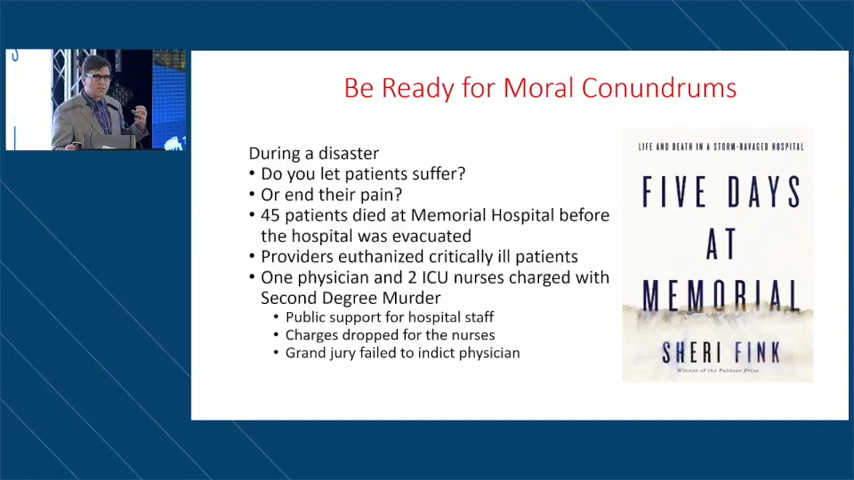 Be Ready for Moral Conundrums
During a disaster
• Do you let patients suffer?
• Or end their pain?
• 45 patients died at Memorial Hospital before
the hospital was evacuated
• Providers euthanized critically ill patients
• One physician and 2 ICU nurses charged with
Second Degree Murder
• Public support for hospital staff
• Charges dropped for the nurses
• Grand jury failed to indict physician
LIFE AND DEATH IN A STORM-RAVAGED HOSPITAL
FIVE DAYS
AT
MEMORIAL
SHERI FINK
Winner of the Pulitzer Prize